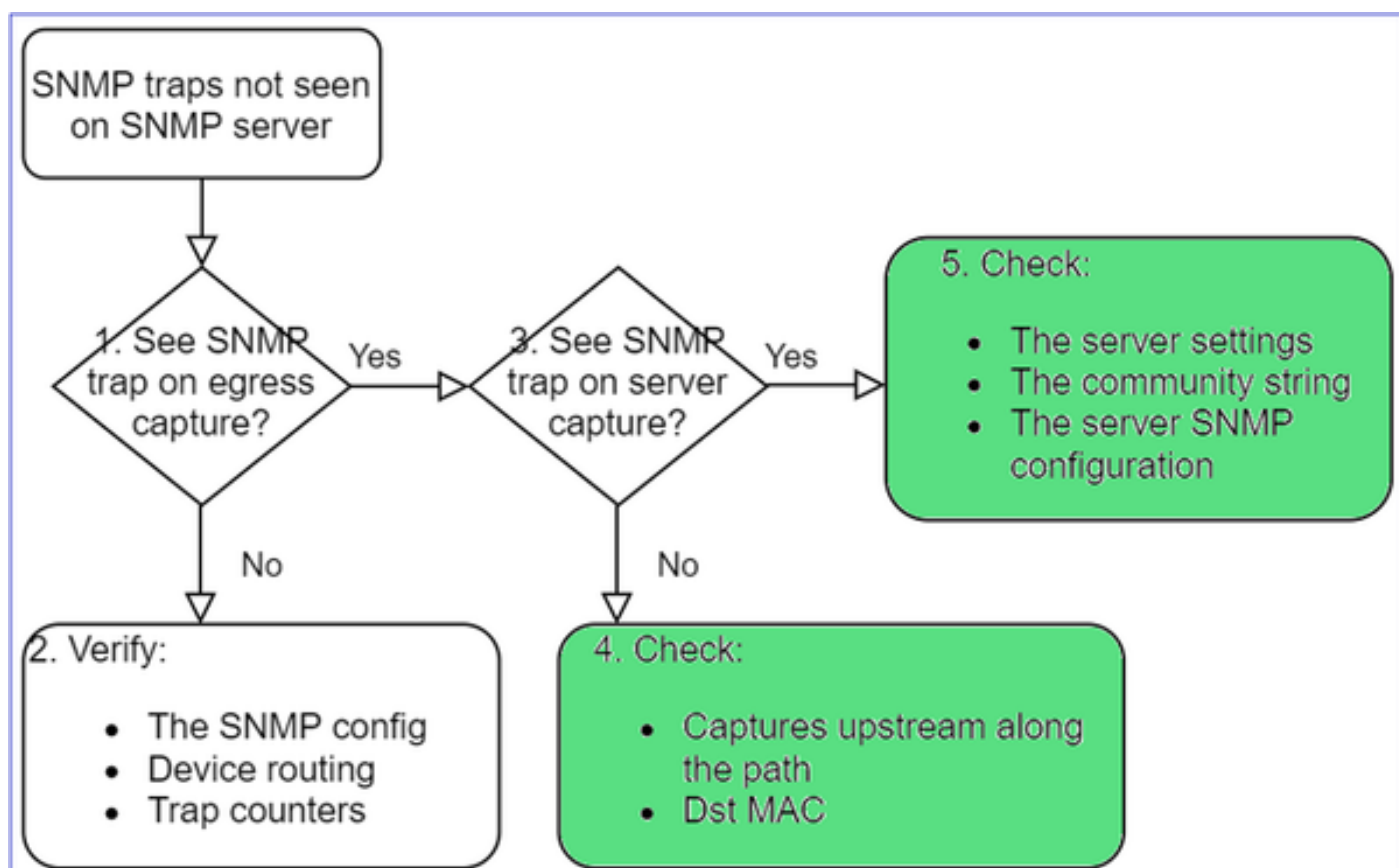 SNMP traps not seen
on SNMP server
1. See SNMP
trap on egress
capture?
Yes
3. See SNMP
trap on server
capture?
Yes
5. Check:
• The server settings
• The community string
• The server SNMP
configuration
No
No
2. Verify:
• The SNMP config
• Device routing
• Trap counters
4. Check:
• Captures upstream along
the path
• Dst MAC